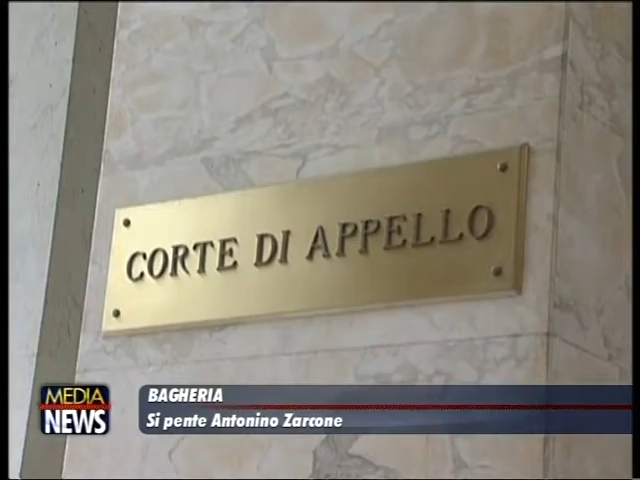 CORTE DI APPELLO
MEDIA
NEWS
BAGHERIA
Si pente Antonino Zarcone